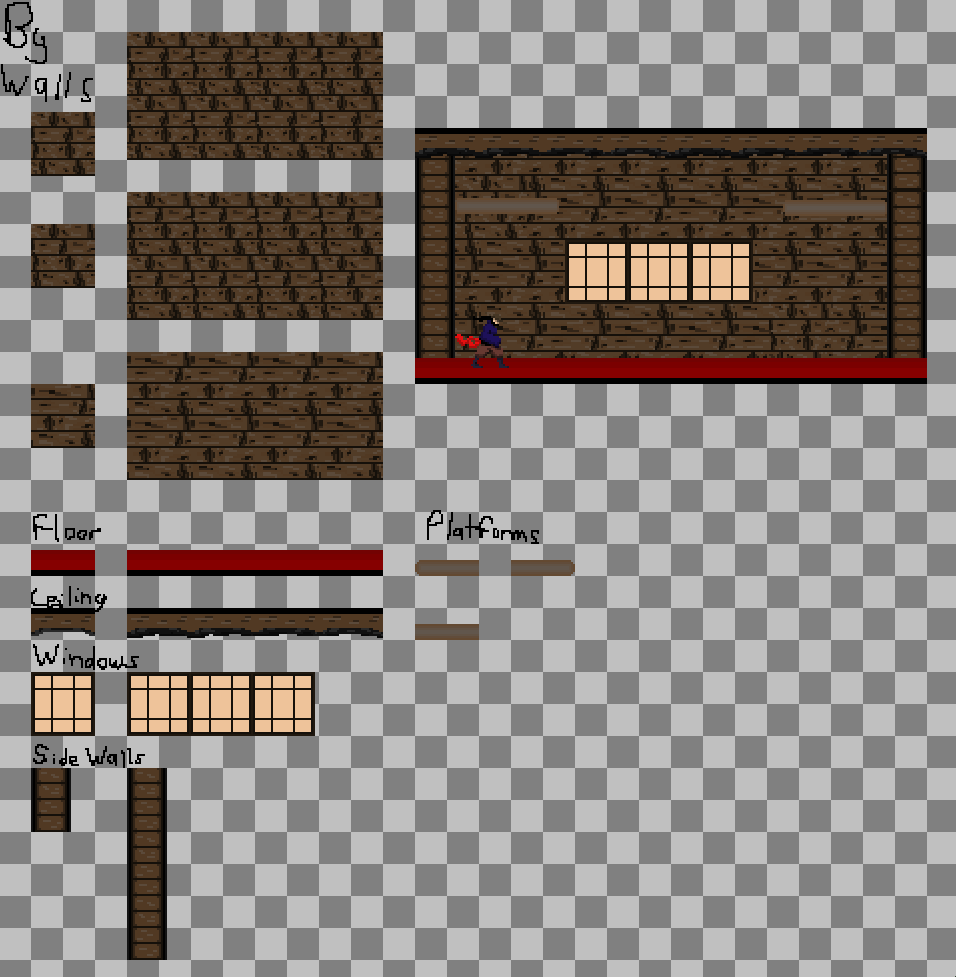 Bg
Walls
Floor
Platforms
Ceiling
Windows
Side Walls